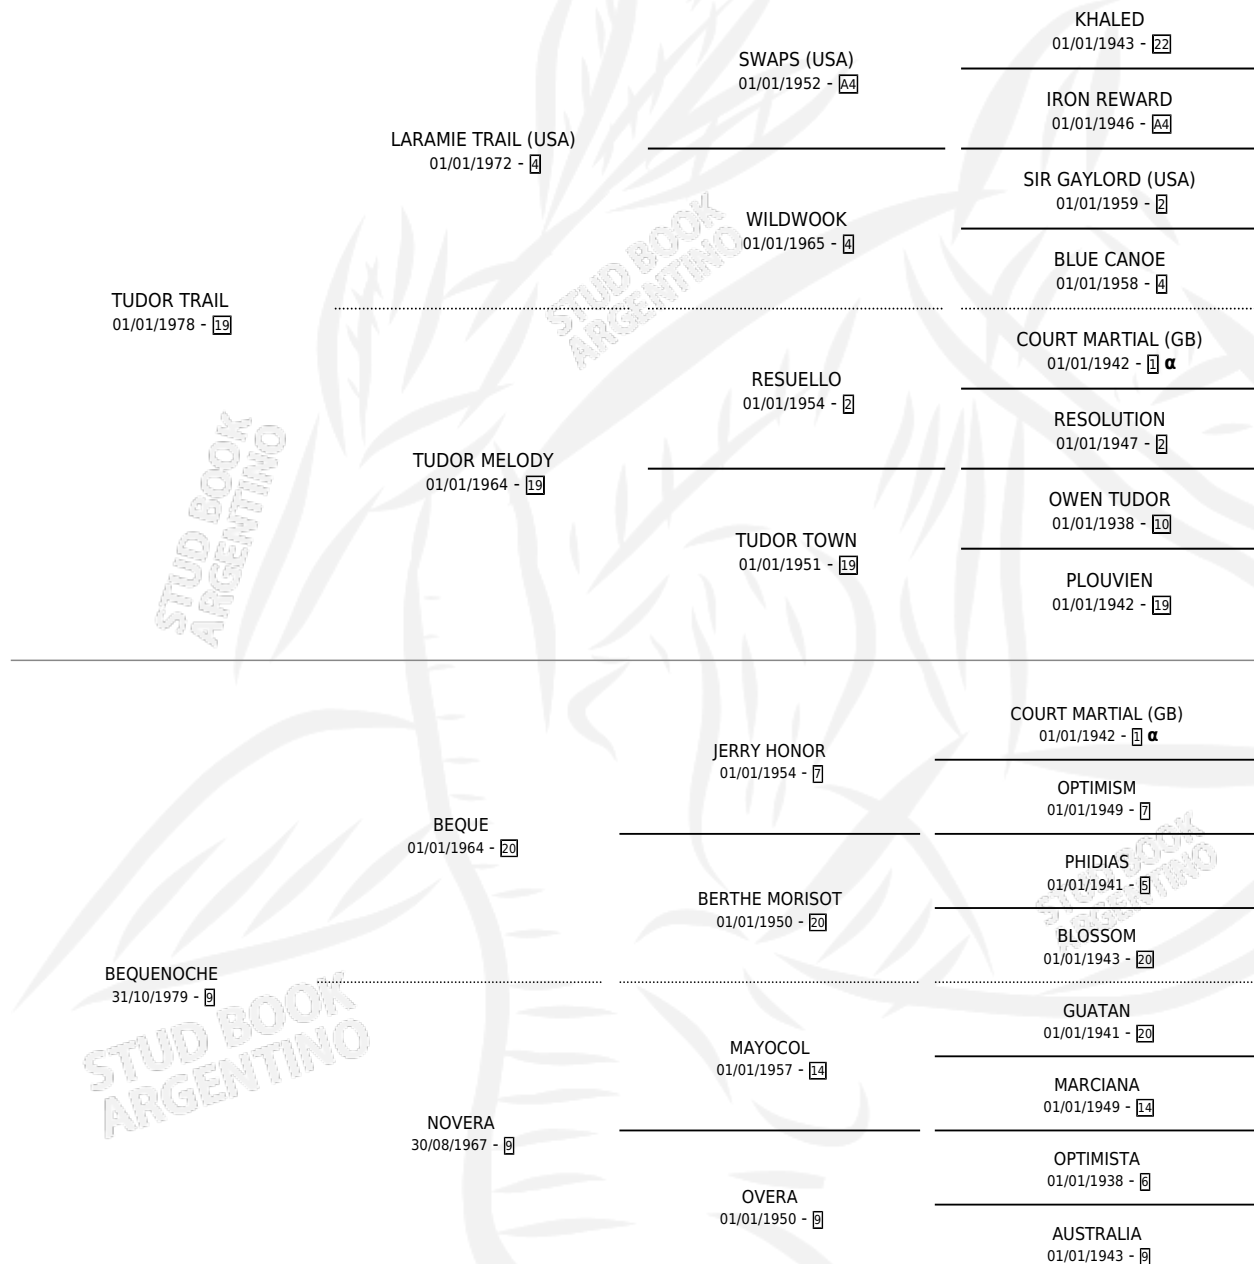 KHALED
01/01/1943 - 22
SWAPS (USA)
01/01/1952 - A4
IRON REWARD
01/01/1946 - A4
LARAMIE TRAIL (USA)
01/01/1972 - 4
SIR GAYLORD (USA)
01/01/1959 - 2
WILDWOOK
01/01/1965 - 4
BLUE CANOE
01/01/1958 - 4
TUDOR TRAIL
01/01/1978 - 19
COURT MARTIAL (GB)
01/01/1942 - 1 α
RESUELLO
01/01/1954 - 2
RESOLUTION
01/01/1947 - 2
TUDOR MELODY
01/01/1964 - 19
OWEN TUDOR
01/01/1938 - 10
TUDOR TOWN
01/01/1951 - 19
PLOUVIEN
01/01/1942 - 19
COURT MARTIAL (GB)
01/01/1942 - 1 α
JERRY HONOR
01/01/1954 - 7
OPTIMISM
01/01/1949 - 7
BEQUE
01/01/1964 - 20
PHIDIAS
01/01/1941 - 5
BERTHE MORISOT
01/01/1950 - 20
BLOSSOM
01/01/1943 - 20
BEQUENOCHE
31/10/1979 - 9
GUATAN
01/01/1941 - 20
MAYOCOL
01/01/1957 - 14
MARCIANA
01/01/1949 - 14
NOVERA
30/08/1967 - 9
OPTIMISTA
01/01/1938 - 6
OVERA
01/01/1950 - 9
AUSTRALIA
01/01/1943 - 9
STUD BOOK
ARGENTINO
STUD BOOK
ARGENTINO
STUD BOOK
ARGENTINO
STUD BOOK
ARGENTINO